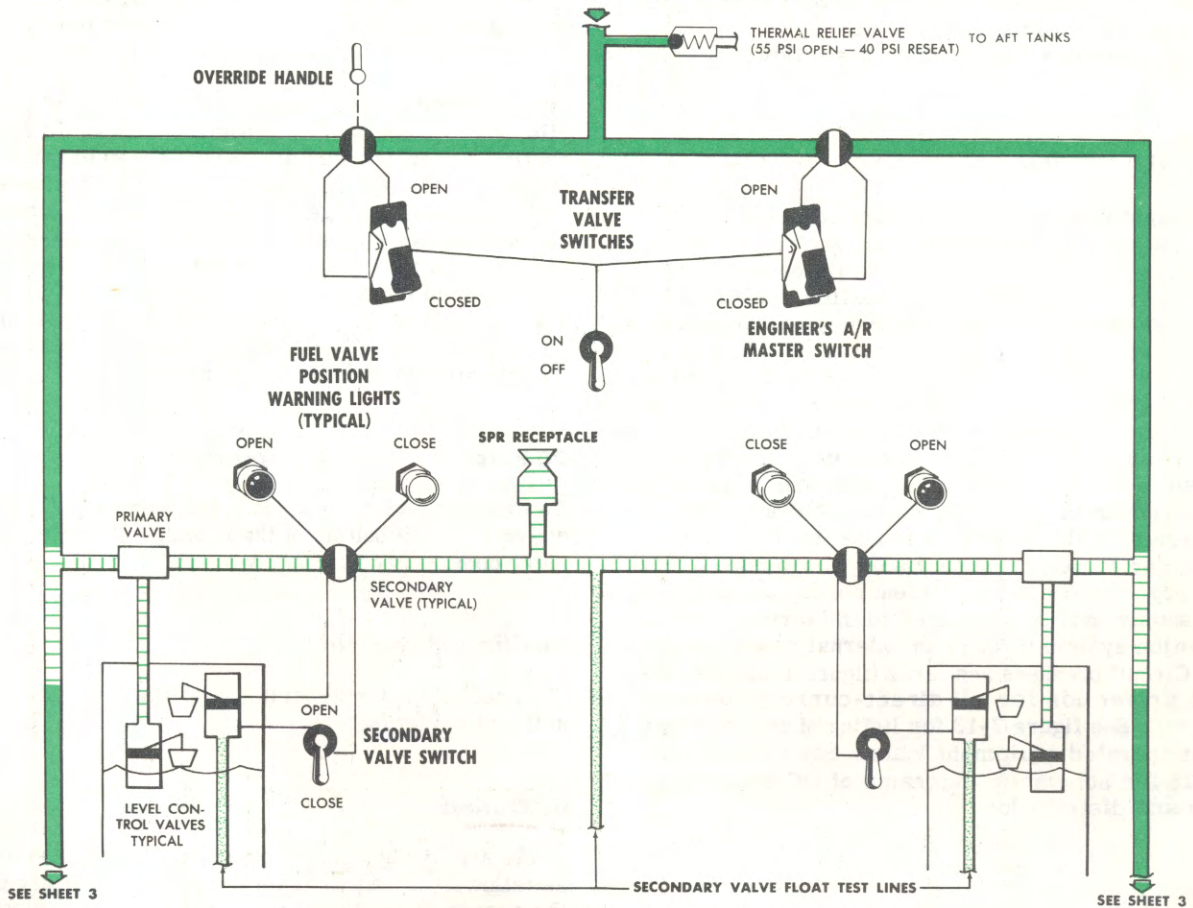 THERMAL RELIEF VALVE
(55 PSI OPEN – 40 PSI RESEAT)
TO AFT TANKS
OVERRIDE HANDLE
OPEN
CLOSED
TRANSFER
VALVE
SWITCHES
OPEN
CLOSED
ENGINEER'S A/R
MASTER SWITCH
ON
OFF
FUEL VALVE
POSITION
WARNING LIGHTS
(TYPICAL)
OPEN
CLOSE
SPR RECEPTACLE
CLOSE
OPEN
PRIMARY
VALVE
SECONDARY
VALVE (TYPICAL)
OPEN
SECONDARY
VALVE SWITCH
CLOSE
LEVEL CON-
TROL VALVES
TYPICAL
SECONDARY VALVE FLOAT TEST LINES
SEE SHEET 3
SEE SHEET 3